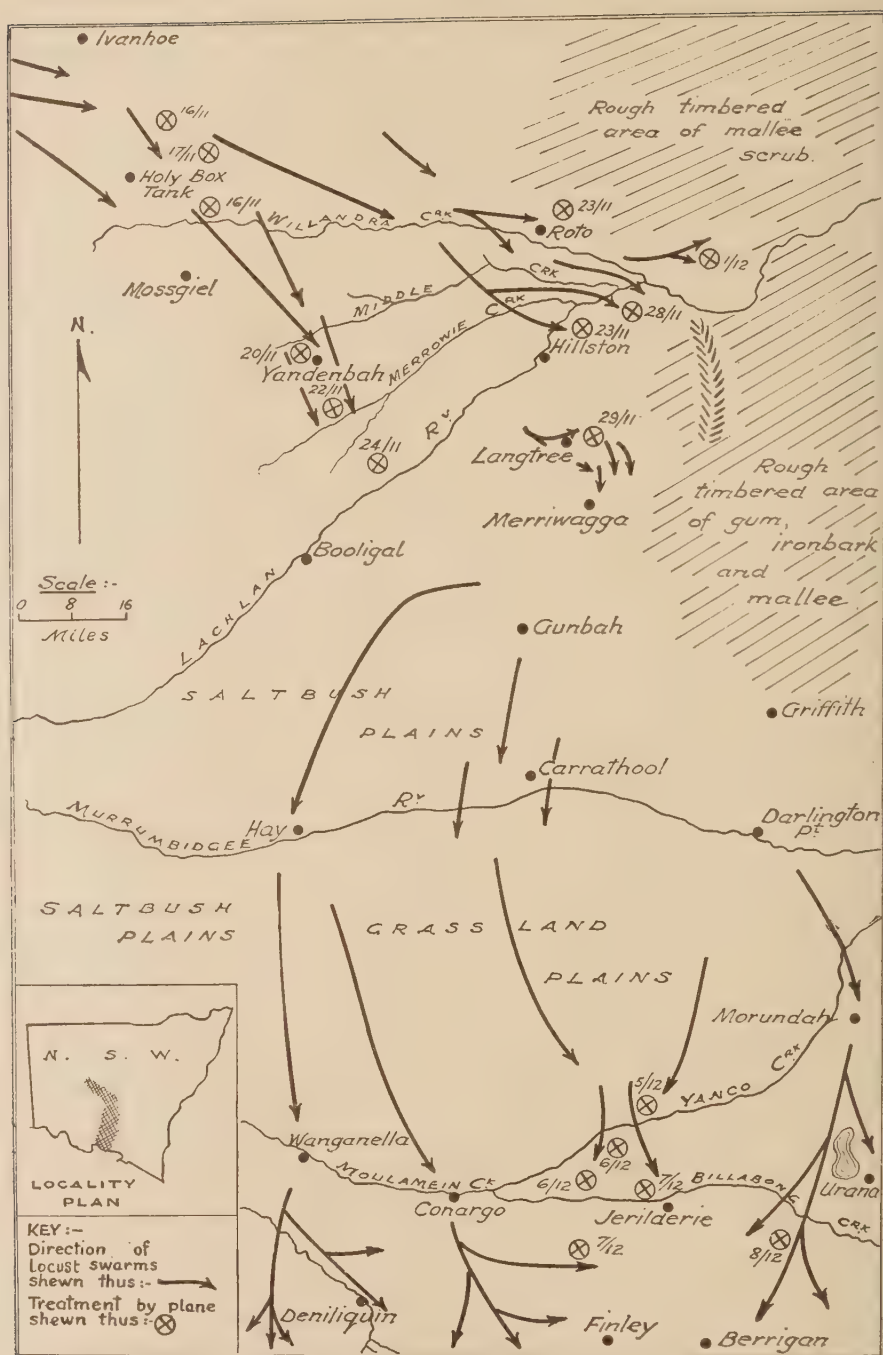 Ivanhoe
16/11
Rough timbered
area of mallee
scrub.
17/11
Holy Box
Tank
16/11
WILLANDRA CRK
23/11
Roto
1/12
Mossgiel
MIDDLE CRK
MERROWIE CRK
28/11
23/11
Hillston
N.
20/11
Yandenbah
22/11
24/11
29/11
Langtree
Merriwagga
Rough
timbered area
of gum,
ironbark
and
mallee
Booligal
LACHLAN RY
Scale:-
0 8 16
Miles
Gunbah
SALTBUSH
PLAINS
Griffith
Carrathool
MURRUMBIDGEE RY
Hay
Darlington
Pt.
SALTBUSH
PLAINS
GRASS LAND
PLAINS
Morundah
5/12
YANCO CRK
N. S. W.
LOCALITY
PLAN
Wanganella
MOULAMEIN CK
6/12
6/12
7/12
BILLABONG CRK
Urana
Conargo
Jerilderie
7/12
8/12
KEY:-
Direction of
Locust swarms
shewn thus:-
Treatment by plane
shewn thus:-
Deniliquin
Finley
Berrigan